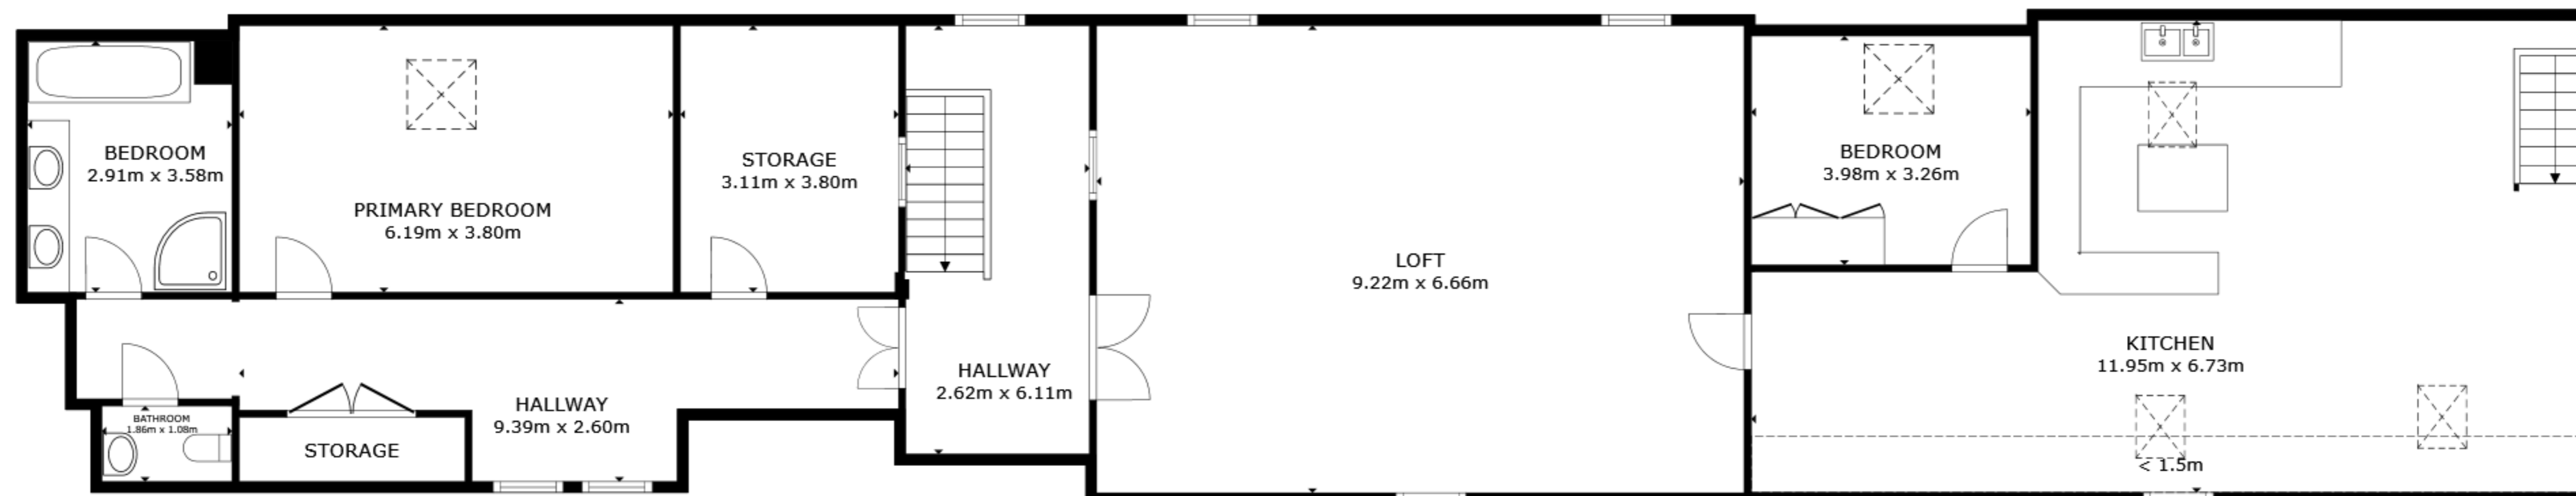 BEDROOM
2.91m x 3.58m
PRIMARY BEDROOM
6.19m x 3.80m
STORAGE
3.11m x 3.80m
BATHROOM
1.86m x 1.08m
STORAGE
HALLWAY
9.39m x 2.60m
HALLWAY
2.62m x 6.11m
LOFT
9.22m x 6.66m
BEDROOM
3.98m x 3.26m
KITCHEN
11.95m x 6.73m
< 1.5m